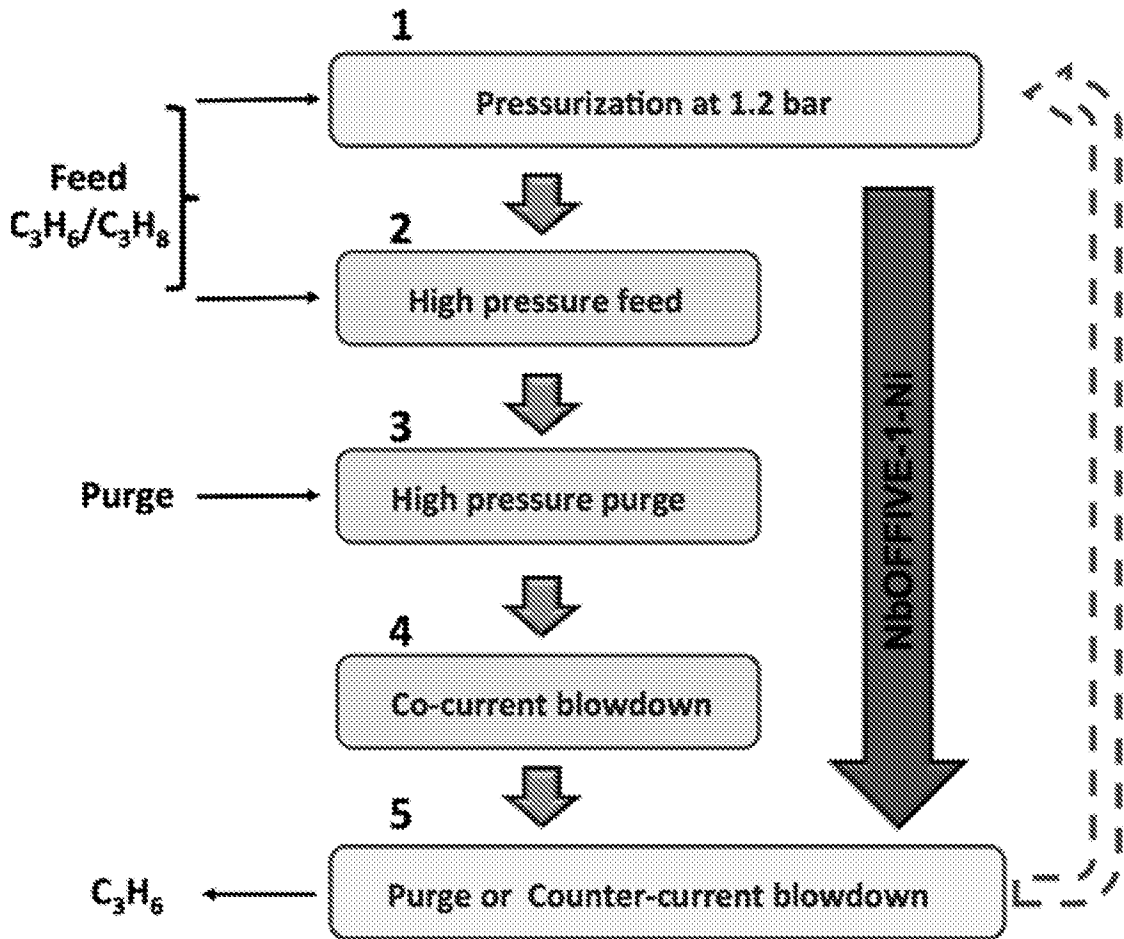 1
Pressurization at 1.2 bar
Feed
C₃H₆/C₃H₈
2
High pressure feed
3
Purge
High pressure purge
4
Co-current blowdown
NbOFFIVE-1-Ni
5
C₃H₆
Purge or Counter-current blowdown